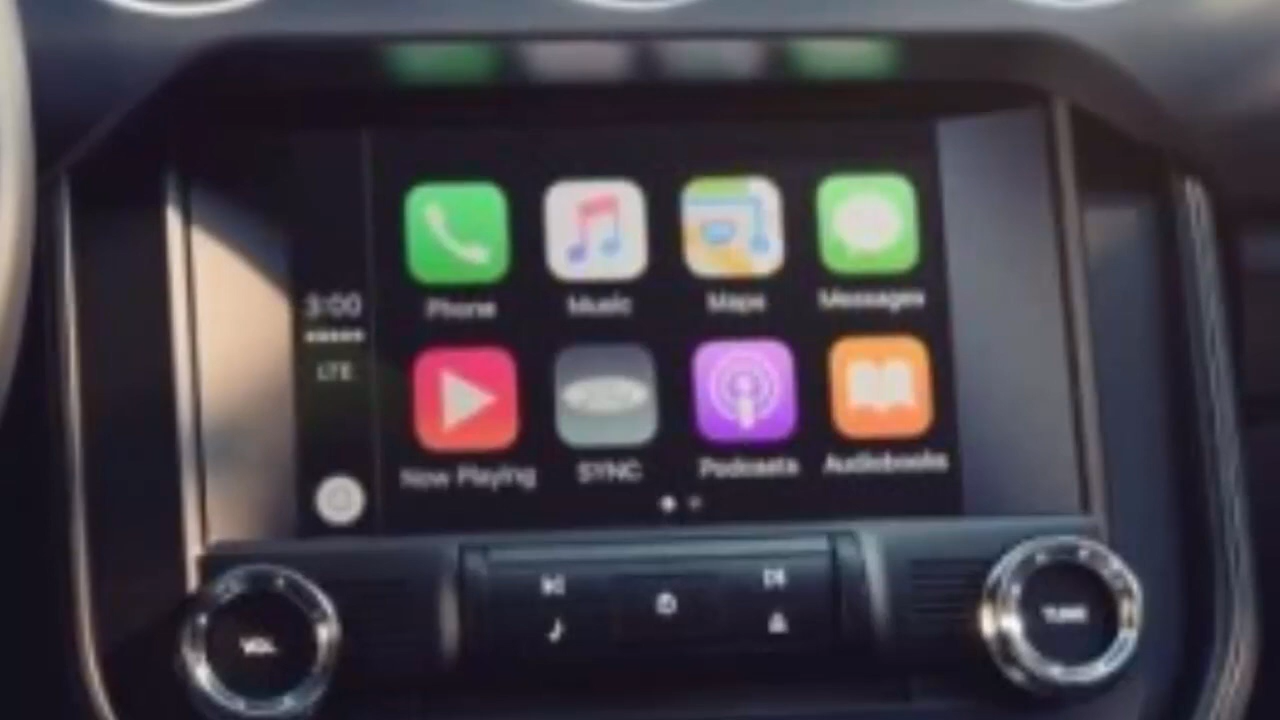 3:00
LTE
Phone
Music
Maps
Messages
Now Playing
SYNC
Podcasts
Audiobooks
VOL
TUNE